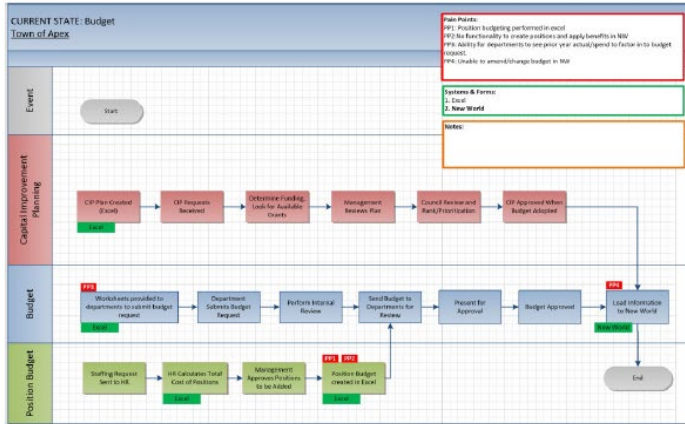 CURRENT STATE: Budget
Town of Apex
Pain Points:
PP1: Position budgeting performed in excel
PP2: No functionality to create positions and apply benefits in NW
PP3: Ability for departments to see prior year actual/spend to factor in to budget
request.
PP4: Unable to amend/change budget in NW
Systems & Forms:
1. Excel
2. New World
Notes:
Event
Start
Capital Improvement
Planning
CIP Plan Created
(Excel)
Excel
CIP Requests
Received
Determine Funding,
Look for Available
Grants
Management
Reviews Plan
Council Review and
Rank/Prioritization
CIP Approved When
Budget Adopted
Budget
PP3
Worksheets provided to
departments to submit budget
request
Excel
Department
Submits Budget
Request
Perform Internal
Review
Send Budget to
Departments for
Review
Present for
Approval
Budget Approved
PP4
Load Information
to New World
New World
Position Budget
Staffing Request
Sent to HR
HR Calculates Total
Cost of Positions
Excel
Management
Approves Positions
to be Added
PP1 PP2
Position Budget
created in Excel
Excel
End